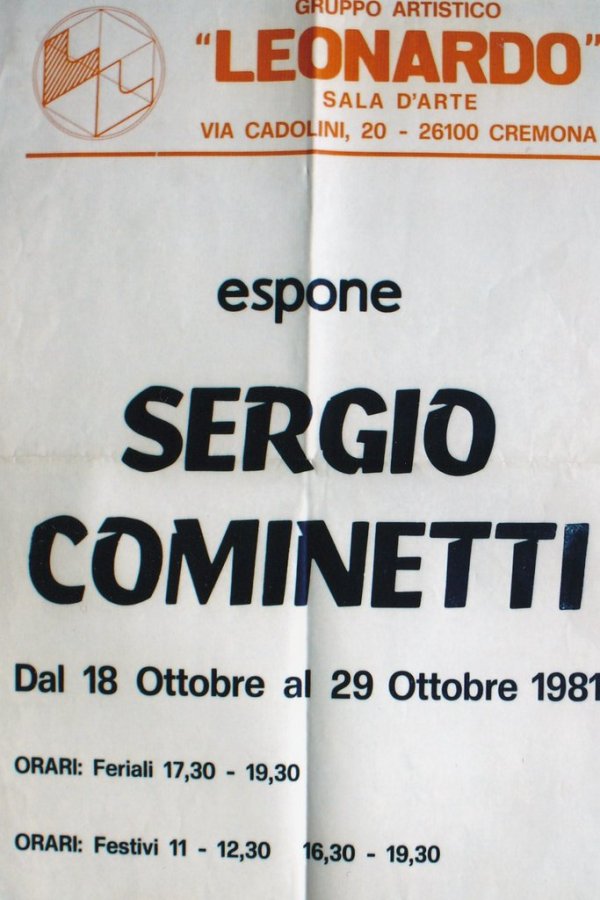 GRUPPO ARTISTICO
"LEONARDO"
SALA D'ARTE
VIA CADOLINI, 20 - 26100 CREMONA
espone
SERGIO
COMINETTI
Dal 18 Ottobre al 29 Ottobre 1981
ORARI: Feriali 17,30 - 19,30
ORARI: Festivi 11 - 12,30 16,30 - 19,30